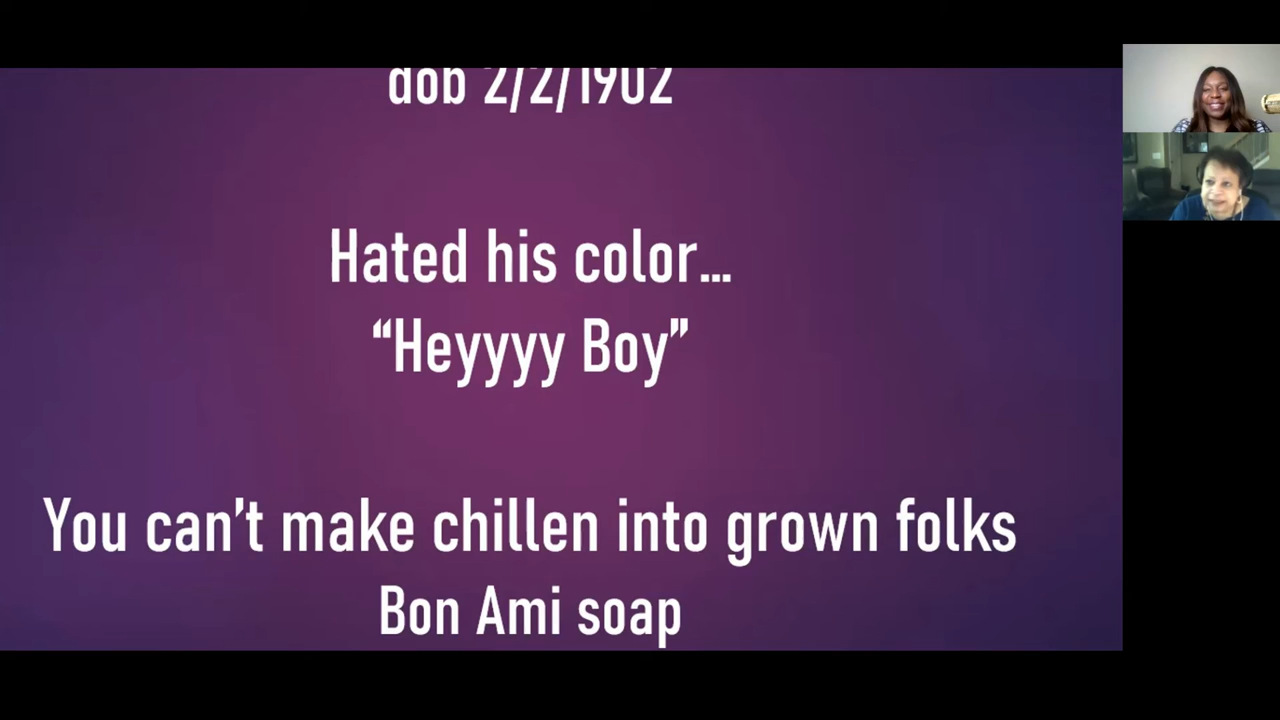 dob 2/2/1902
Hated his color...
“Heyyyy Boy”
You can’t make chillen into grown folks
Bon Ami soap